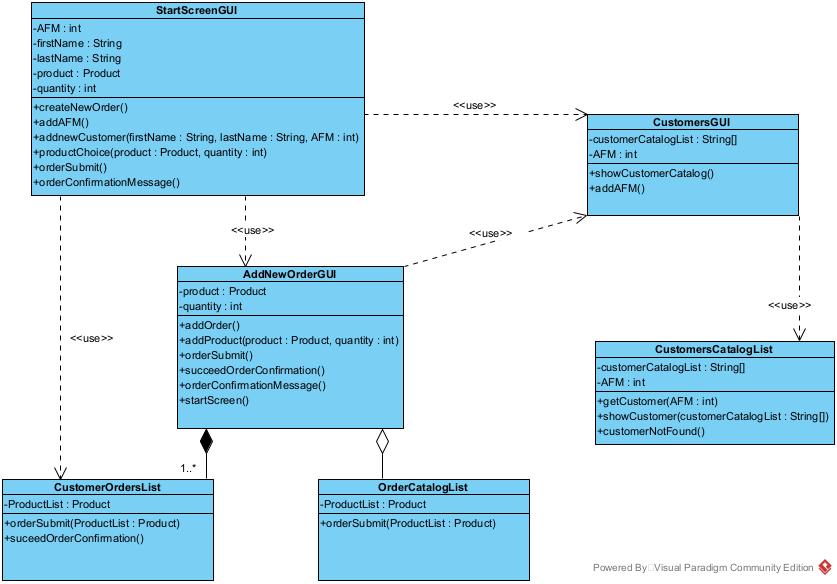 StartScreenGUI
-AFM : int
-firstName : String
-lastName : String
-product : Product
-quantity : int
+createNewOrder()
+addAFM()
+addnewCustomer(firstName : String, lastName : String, AFM : int)
+productChoice(product : Product, quantity : int)
+orderSubmit()
+orderConfirmationMessage()
<<use>>
CustomersGUI
-customerCatalogList : String[]
-AFM : int
+showCustomerCatalog()
+addAFM()
<<use>>
<<use>>
<<use>>
<<use>>
AddNewOrderGUI
-product : Product
-quantity : int
+addOrder()
+addProduct(product : Product, quantity : int)
+orderSubmit()
+succeedOrderConfirmation()
+orderConfirmationMessage()
+startScreen()
CustomersCatalogList
-customerCatalogList : String[]
-AFM : int
+getCustomer(AFM : int)
+showCustomer(customerCatalogList : String[])
+customerNotFound()
1..*
CustomerOrdersList
-ProductList : Product
+orderSubmit(ProductList : Product)
+suceedOrderConfirmation()
OrderCatalogList
-ProductList : Product
+orderSubmit(ProductList : Product)
Powered By Visual Paradigm Community Edition